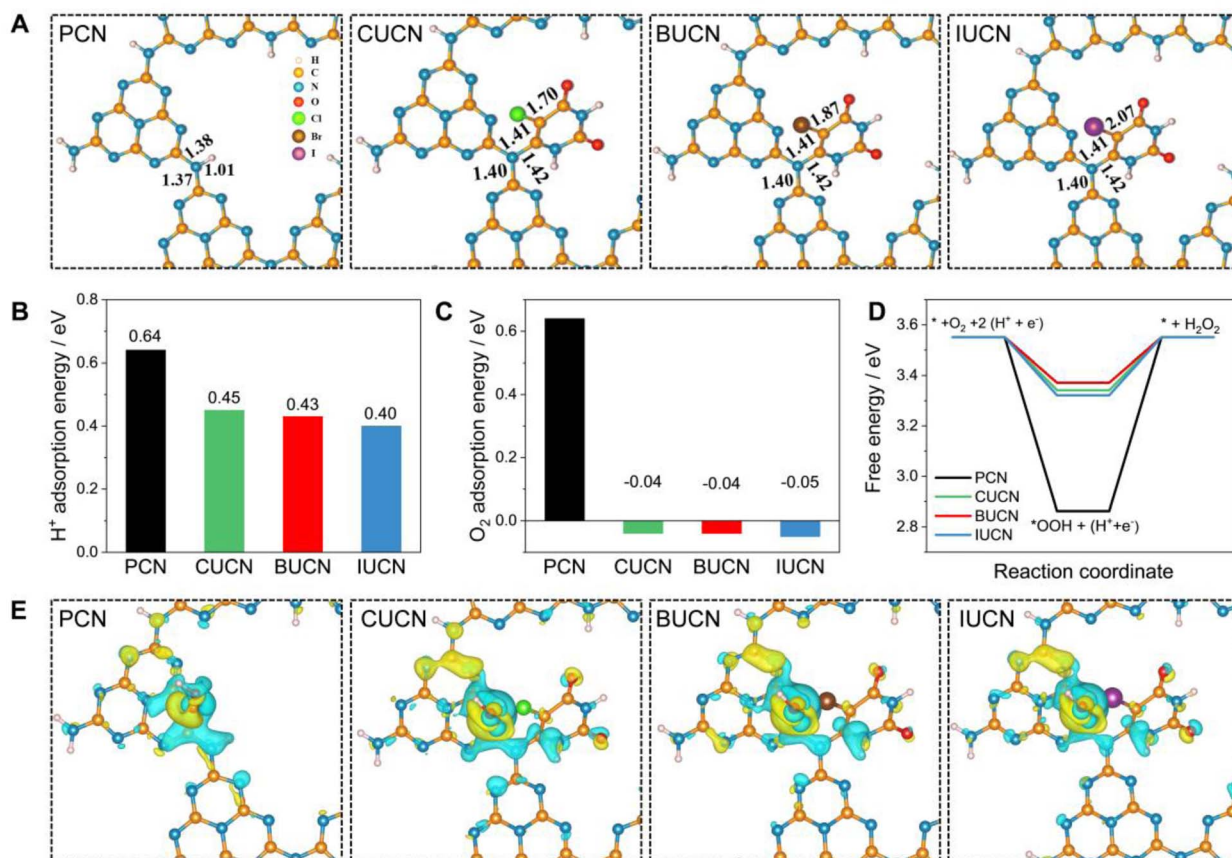 A
PCN
H
C
N
O
Cl
Br
I
1.38
1.01
1.37
CUCN
1.70
1.41
1.40
1.42
BUCN
1.87
1.41
1.40
1.42
IUCN
2.07
1.41
1.40
1.42
B
H⁺ adsorption energy / eV
0.8
0.6
0.4
0.2
0.0
0.64
0.45
0.43
0.40
PCN CUCN BUCN IUCN
C
O₂ adsorption energy / eV
0.6
0.4
0.2
0.0
-0.04
-0.04
-0.05
PCN CUCN BUCN IUCN
D
Free energy / eV
3.6
3.4
3.2
3.0
2.8
* +O₂ +2 (H⁺ + e⁻)
* + H₂O₂
PCN
CUCN
BUCN
IUCN
*OOH + (H⁺+e⁻)
Reaction coordinate
E
PCN
CUCN
BUCN
IUCN